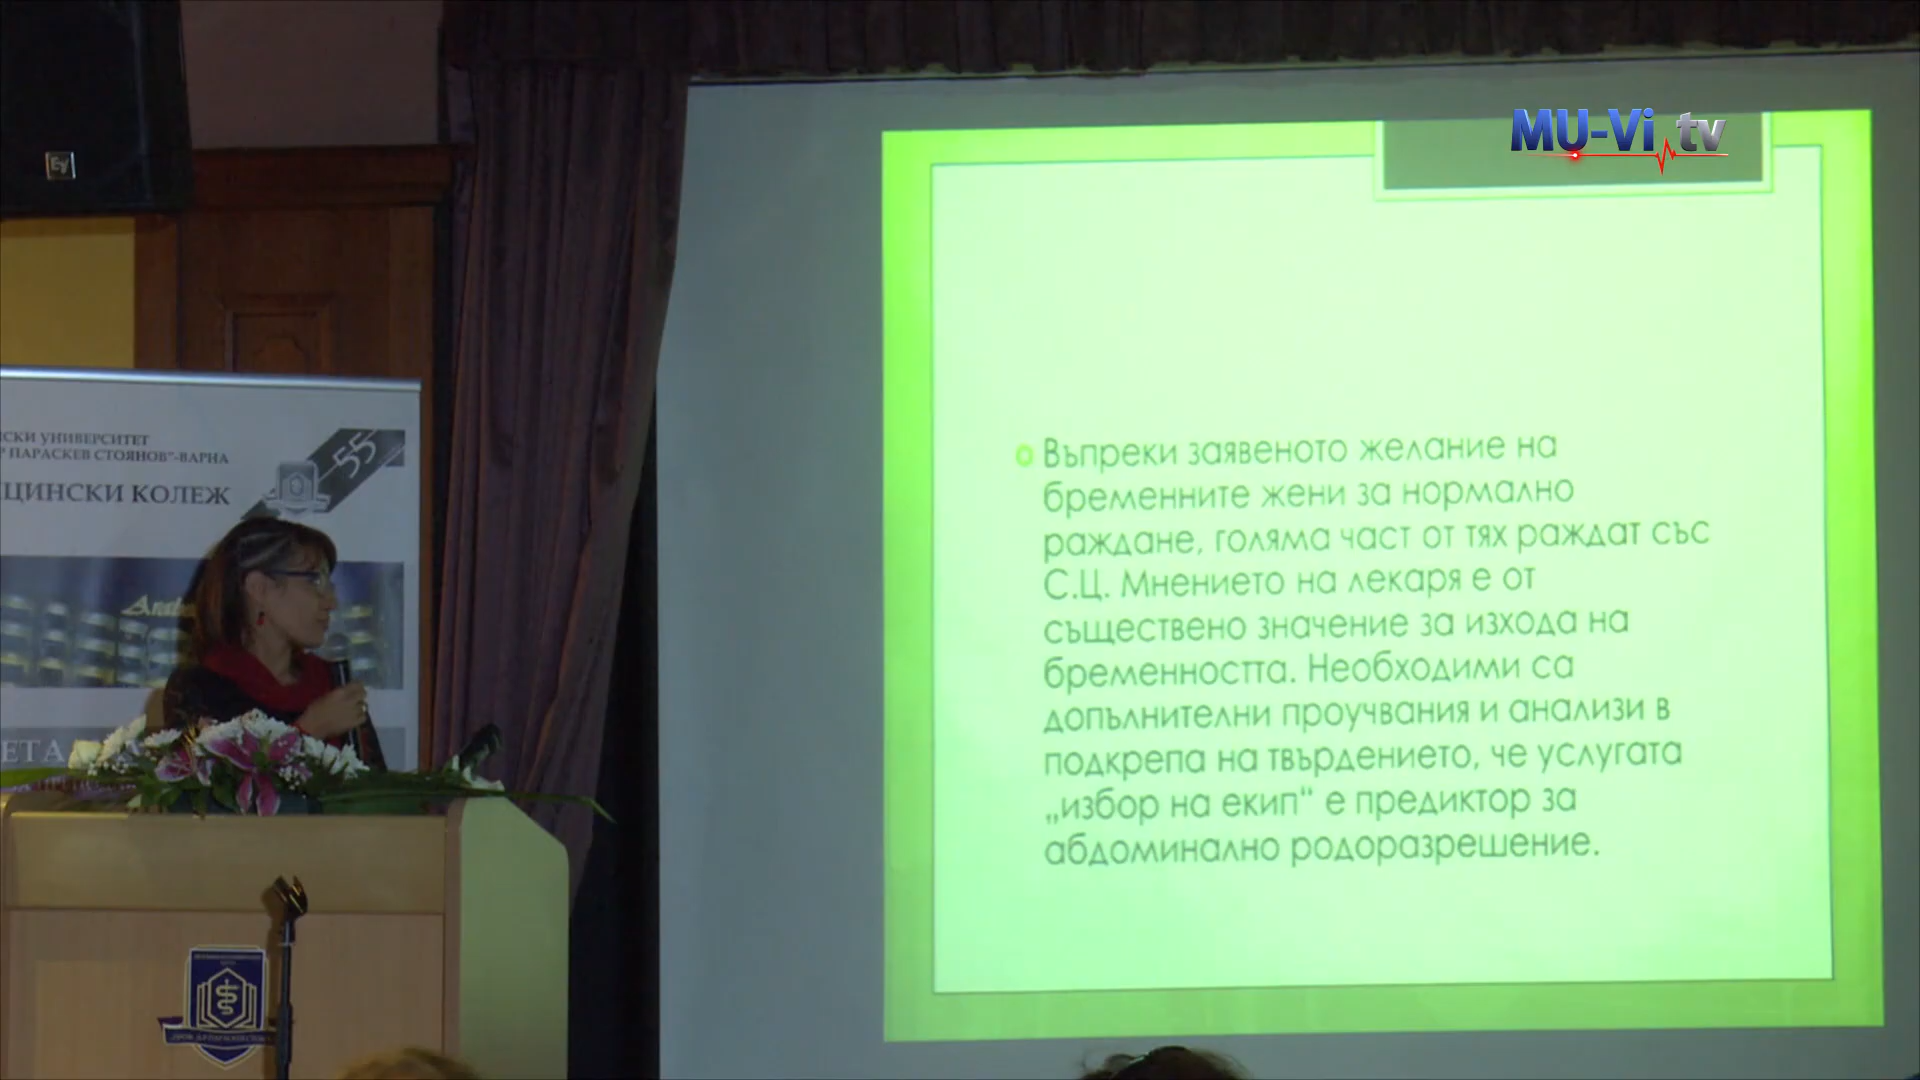 MU-Vi.tv
EV
СКИ УНИВЕРСИТЕТ
Р ПАРАСКЕВ СТОЯНОВ"-ВАРНА
ЦИНСКИ КОЛЕЖ
55
Въпреки заявеното желание на
бременните жени за нормално
раждане, голяма част от тях раждат със
С.Ц. Мнението на лекаря е от
съществено значение за изхода на
бременността. Необходими са
допълнителни проучвания и анализи в
подкрепа на твърдението, че услугата
„избор на екип“ е предиктор за
абдоминално родоразрешение.